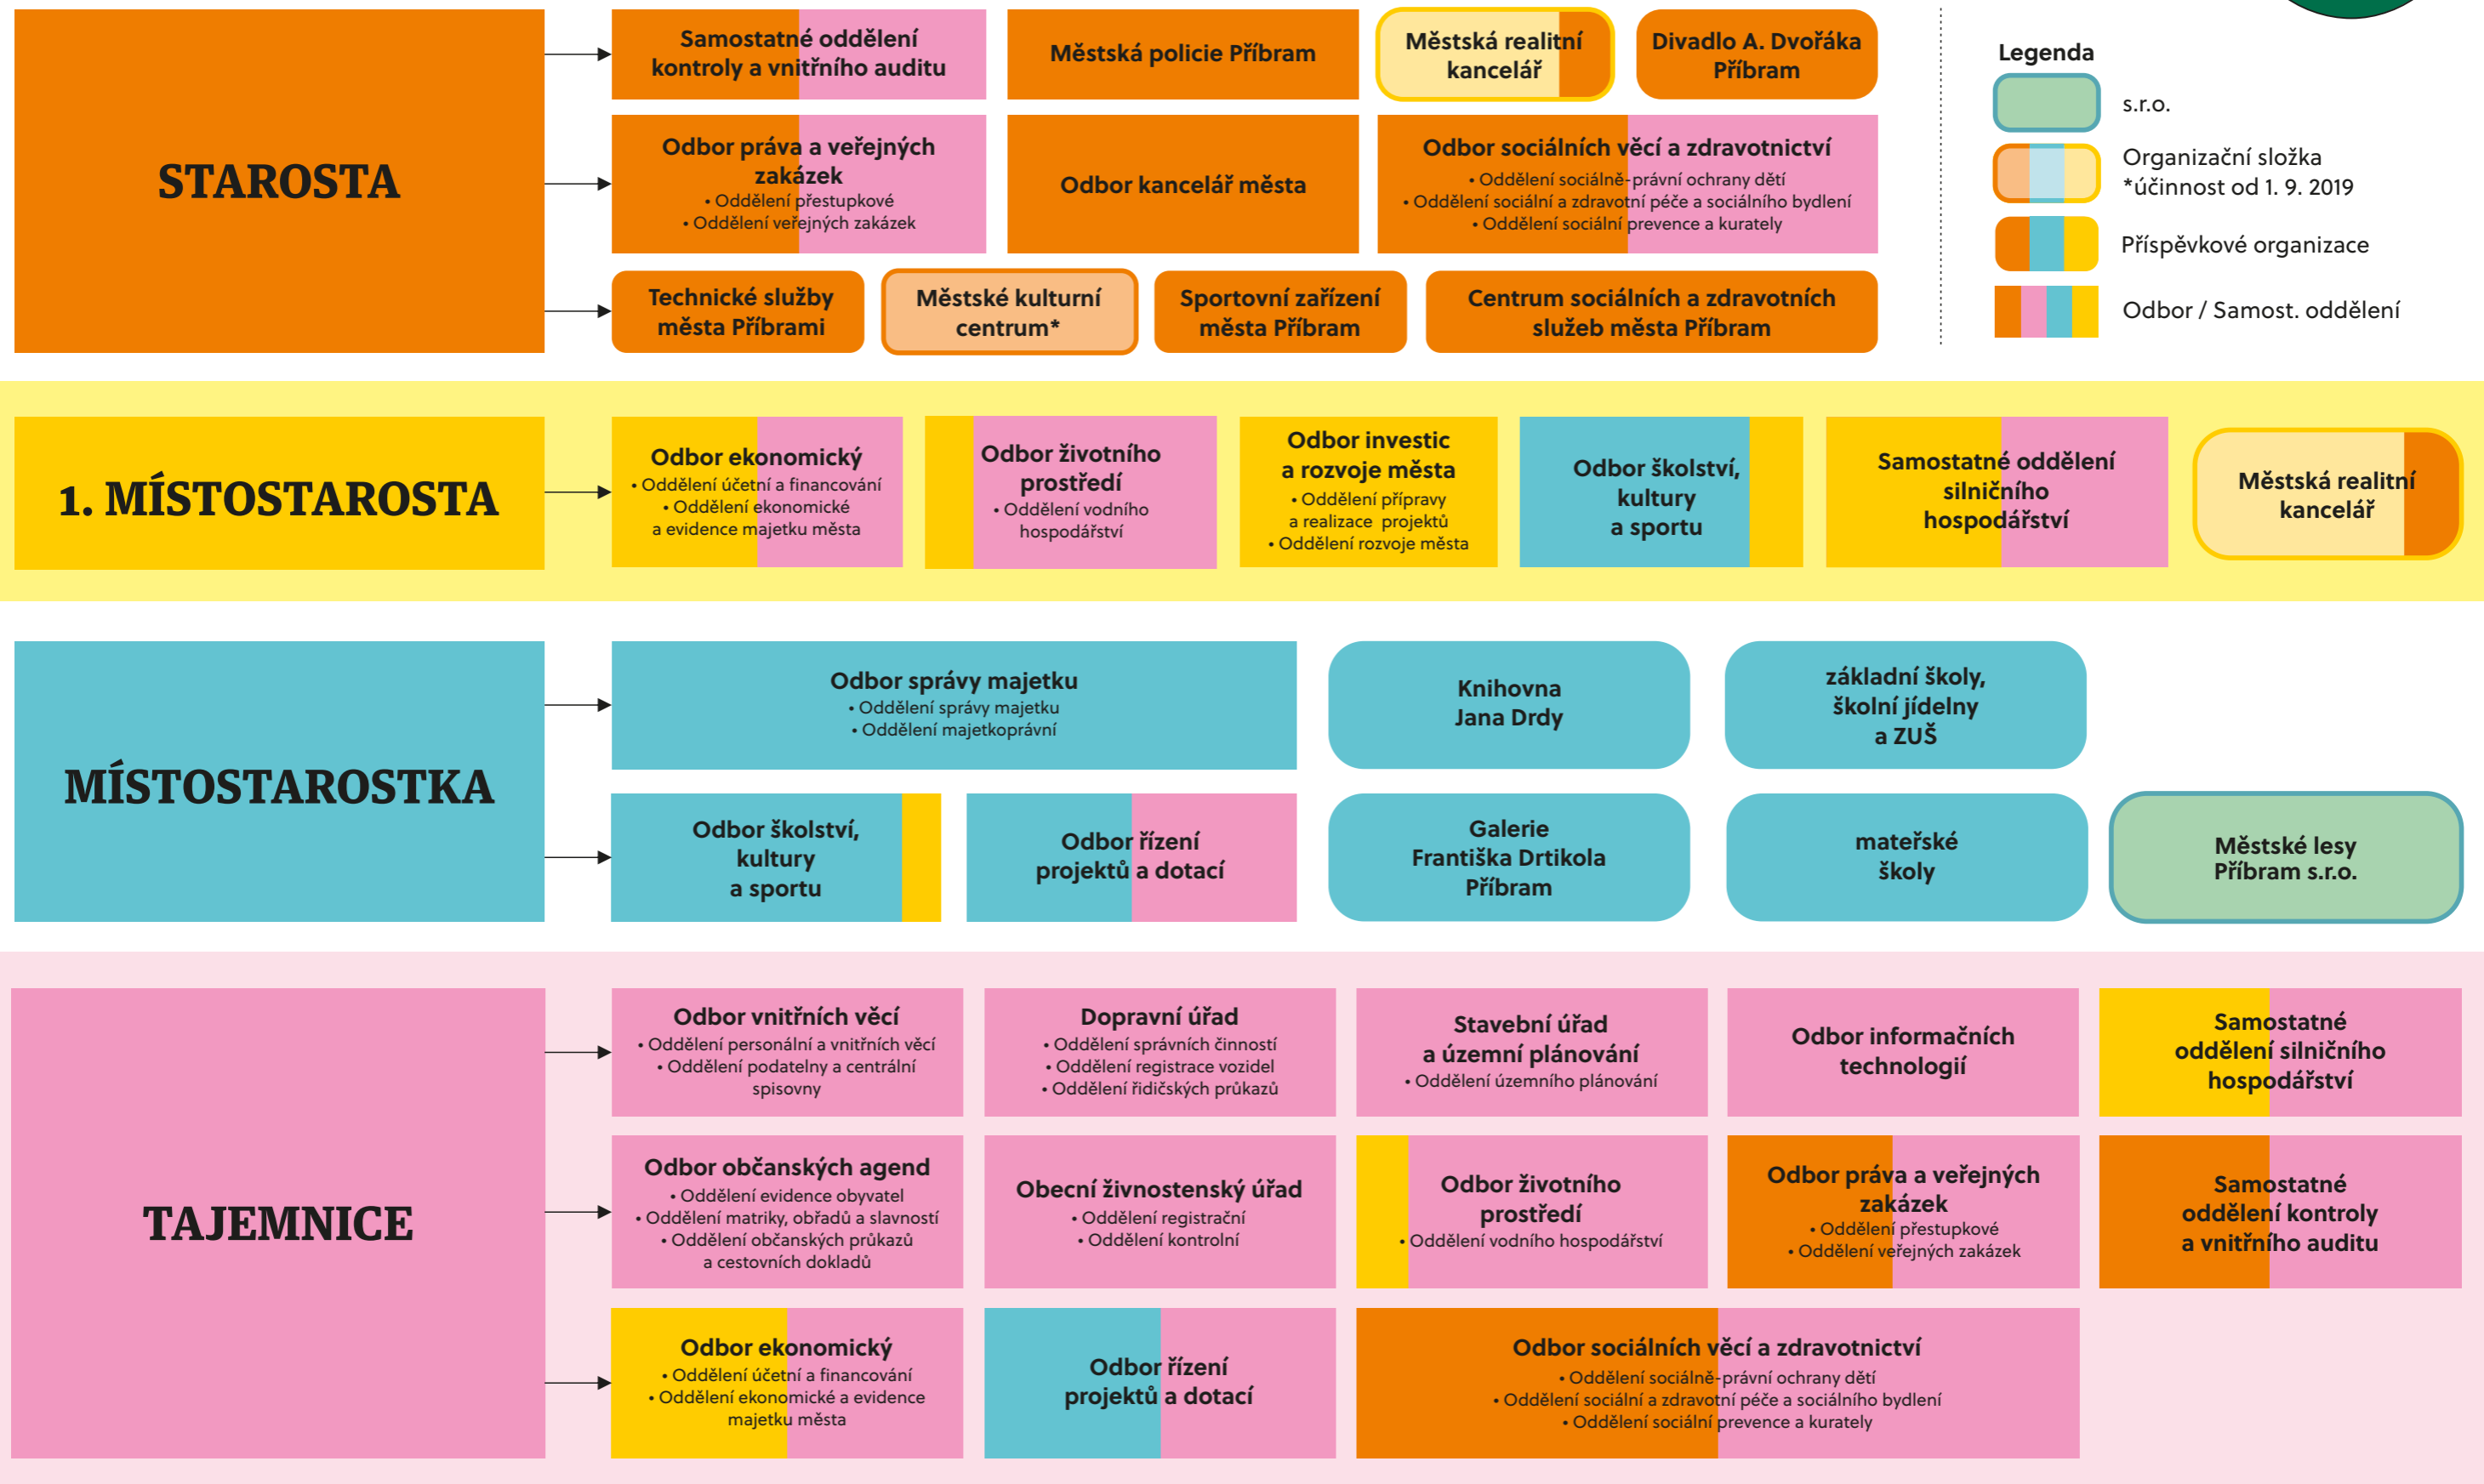 STAROSTA
Samostatné oddělení
kontroly a vnitřního auditu
Městská policie Příbram
Městská realitní
kancelář
Divadlo A. Dvořáka
Příbram
Odbor práva a veřejných
zakázek
• Oddělení přestupkové
• Oddělení veřejných zakázek
Odbor kancelář města
Odbor sociálních věcí a zdravotnictví
• Oddělení sociálně-právní ochrany dětí
• Oddělení sociální a zdravotní péče a sociálního bydlení
• Oddělení sociální prevence a kurately
Technické služby
města Příbrami
Městské kulturní
centrum*
Sportovní zařízení
města Příbram
Centrum sociálních a zdravotních
služeb města Příbram
Legenda
s.r.o.
Organizační složka
*účinnost od 1. 9. 2019
Příspěvkové organizace
Odbor / Samost. oddělení
1. MÍSTOSTAROSTA
Odbor ekonomický
• Oddělení účetní a financování
• Oddělení ekonomické
a evidence majetku města
Odbor životního
prostředí
• Oddělení vodního
hospodářství
Odbor investic
a rozvoje města
• Oddělení přípravy
a realizace projektů
• Oddělení rozvoje města
Odbor školství,
kultury
a sportu
Samostatné oddělení
silničního
hospodářství
Městská realitní
kancelář
MÍSTOSTAROSTKA
Odbor správy majetku
• Oddělení správy majetku
• Oddělení majetkoprávní
Knihovna
Jana Drdy
základní školy,
školní jídelny
a ZUŠ
Odbor školství,
kultury
a sportu
Odbor řízení
projektů a dotací
Galerie
Františka Drtikola
Příbram
mateřské
školy
Městské lesy
Příbram s.r.o.
TAJEMNICE
Odbor vnitřních věcí
• Oddělení personální a vnitřních věcí
• Oddělení podatelny a centrální
spisovny
Dopravní úřad
• Oddělení správních činností
• Oddělení registrace vozidel
• Oddělení řidičských průkazů
Stavební úřad
a územní plánování
• Oddělení územního plánování
Odbor informačních
technologií
Samostatné
oddělení silničního
hospodářství
Odbor občanských agend
• Oddělení evidence obyvatel
• Oddělení matriky, obřadů a slavností
• Oddělení občanských průkazů
a cestovních dokladů
Obecní živnostenský úřad
• Oddělení registrační
• Oddělení kontrolní
Odbor životního
prostředí
• Oddělení vodního hospodářství
Odbor práva a veřejných
zakázek
• Oddělení přestupkové
• Oddělení veřejných zakázek
Samostatné
oddělení kontroly
a vnitřního auditu
Odbor ekonomický
• Oddělení účetní a financování
• Oddělení ekonomické a evidence
majetku města
Odbor řízení
projektů a dotací
Odbor sociálních věcí a zdravotnictví
• Oddělení sociálně-právní ochrany dětí
• Oddělení sociální a zdravotní péče a sociálního bydlení
• Oddělení sociální prevence a kurately